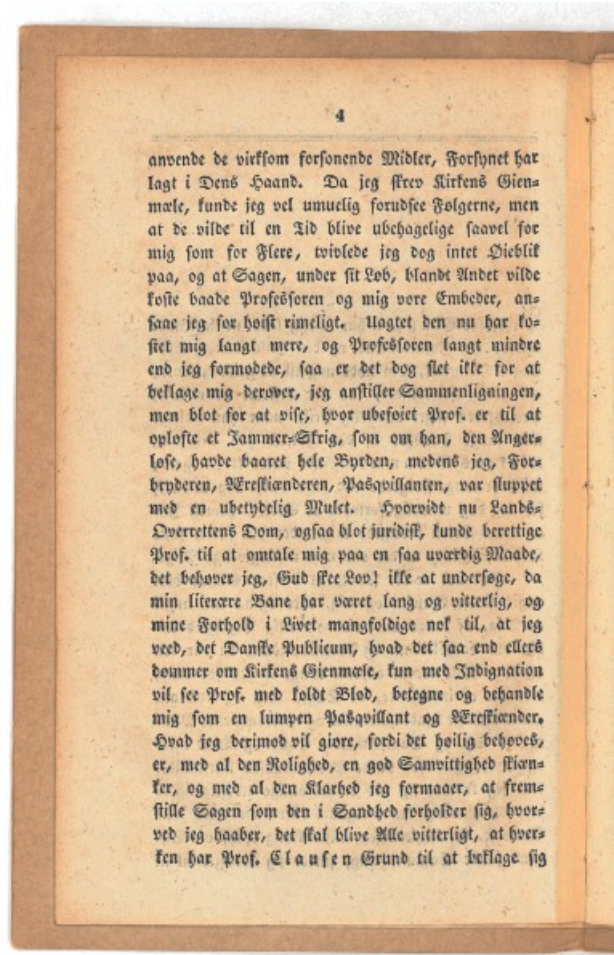 4
anvende de virksom forsonende Midler, Forsynet har
lagt i Dens Haand. Da jeg skrev Kirkens Gien-
mæle, kunde jeg vel umuelig forudsee Følgerne, men
at de vilde til en Tid blive ubehagelige saavel for
mig som for Flere, tvivlede jeg dog intet Øieblik
paa, og at Sagen, under sit Løb, blandt Andet vilde
koste baade Professoren og mig vore Embeder, an-
saae jeg for høist rimeligt. Uagtet den nu har ko-
stet mig langt mere, og Professoren langt mindre
end jeg formodede, saa er det dog slet ikke for at
beklage mig derover, jeg anstiller Sammenligningen,
men blot for at vise, hvor ubeføiet Prof. er til at
opløfte et Jammer-Skrig, som om han, den Anger-
løse, havde baaret hele Byrden, medens jeg, For-
bryderen, Æreskiænderen, Pasqvillanten, var sluppet
med en ubetydelig Mulct. Hvorvidt nu Lands-
Overrettens Dom, ogsaa blot juridisk, kunde berettige
Prof. til at omtale mig paa en saa uværdig Maade,
det behøver jeg, Gud skee Lov! ikke at undersøge, da
min literære Bane har været lang og vitterlig, og
mine Forhold i Livet mangfoldige nok til, at jeg
veed, det Danske Publicum, hvad det saa end ellers
dømmer om Kirkens Gienmæle, kun med Indignation
vil see Prof. med koldt Blod, betegne og behandle
mig som en lumpen Pasqvillant og Æreskiænder.
Hvad jeg derimod vil giøre, fordi det høilig behøves,
er, med al den Rolighed, en god Samvittighed skiæn-
ker, og med al den Klarhed jeg formaaer, at frem-
stille Sagen som den i Sandhed forholder sig, hvor-
ved jeg haaber, det skal blive Alle vitterligt, at hver-
ken har Prof. Clausen Grund til at beklage sig